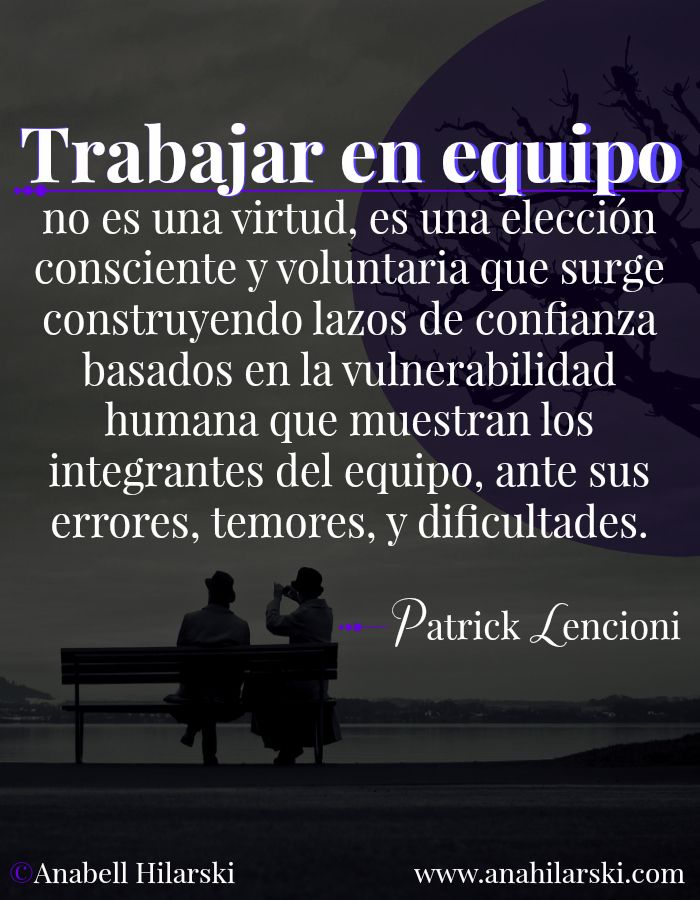 Trabajar en equipo
no es una virtud, es una elección
consciente y voluntaria que surge
construyendo lazos de confianza
basados en la vulnerabilidad
humana que muestran los
integrantes del equipo, ante sus
errores, temores, y dificultades.
Patrick Lencioni
©Anabell Hilarski
www.anahilarski.com